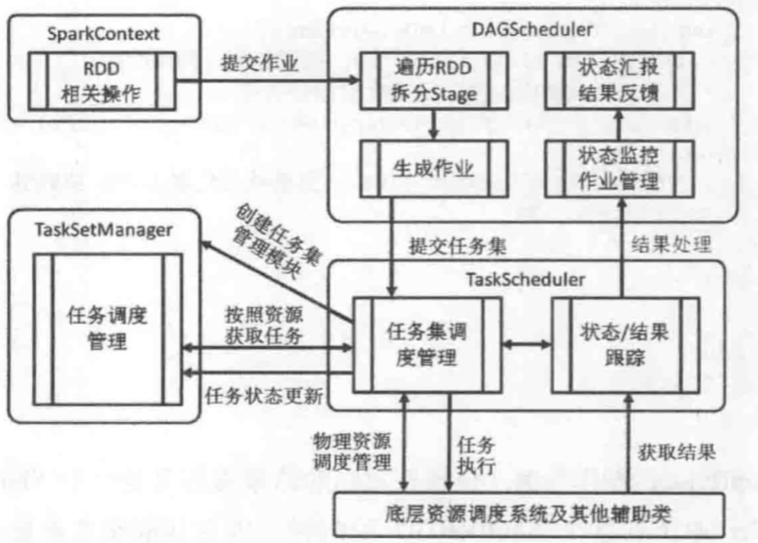 SparkContext
RDD
相关操作
提交作业
DAGScheduler
遍历RDD
拆分Stage
状态汇报
结果反馈
生成作业
状态监控
作业管理
提交任务集
结果处理
TaskSetManager
任务调度
管理
创建任务集
管理模块
按照资源
获取任务
任务状态更新
TaskScheduler
任务集调
度管理
状态/结果
跟踪
物理资源
调度管理
任务
执行
获取结果
底层资源调度系统及其他辅助类